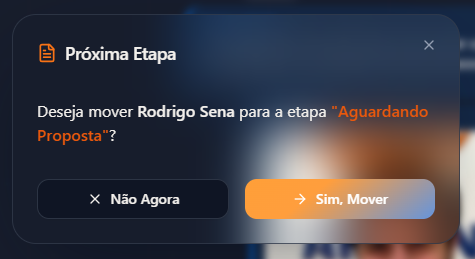 Próxima Etapa
Deseja mover Rodrigo Sena para a etapa "Aguardando
Proposta"?
Não Agora
Sim, Mover